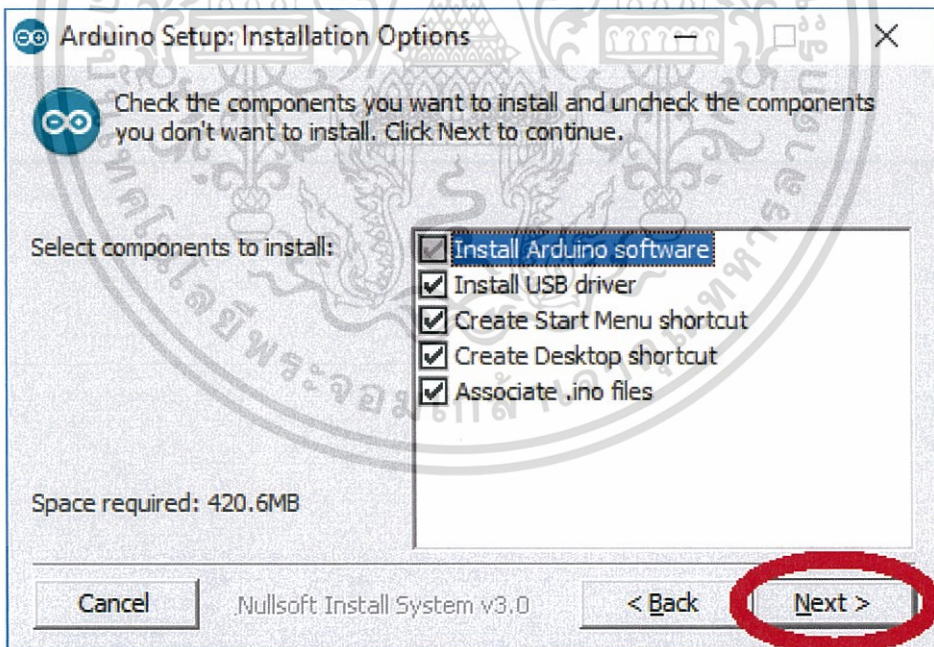 Arduino Setup: Installation Options
Check the components you want to install and uncheck the components
you don't want to install. Click Next to continue.
Select components to install:
Install Arduino software
Install USB driver
Create Start Menu shortcut
Create Desktop shortcut
Associate .ino files
Space required: 420.6MB
Cancel
Nullsoft Install System v3.0
< Back
Next >